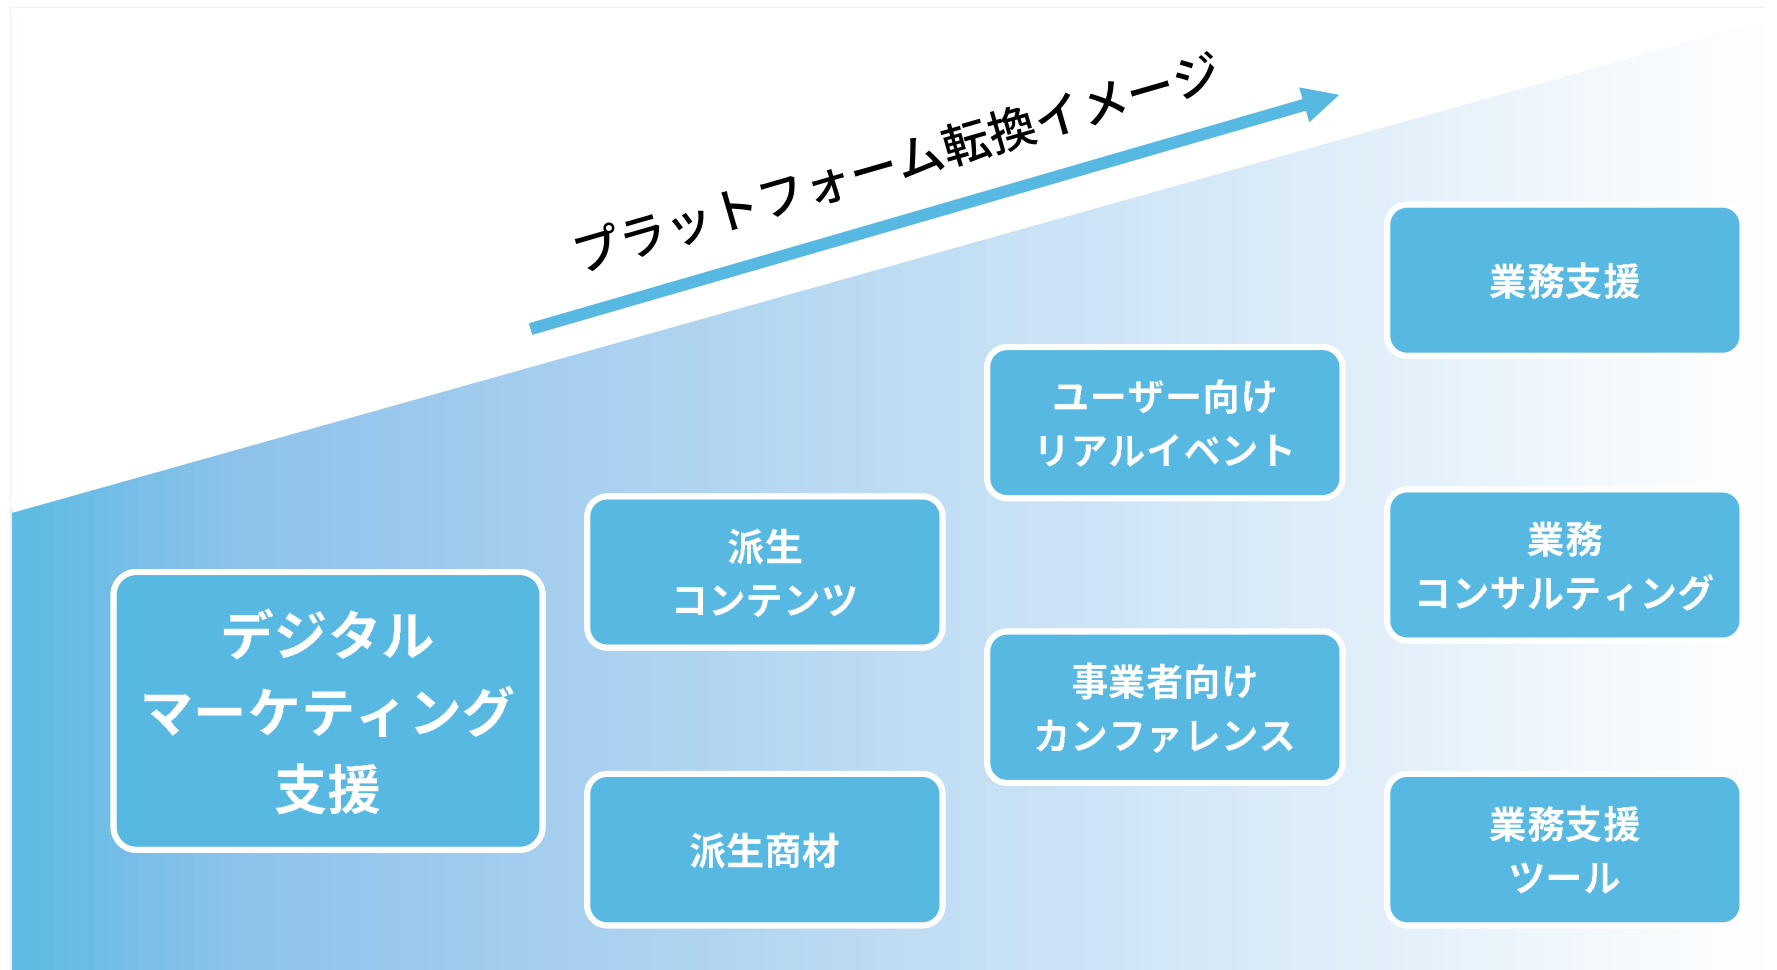 プラットフォーム転換イメージ
デジタル
マーケティング
支援
派生
コンテンツ
派生商材
ユーザー向け
リアルイベント
事業者向け
カンファレンス
業務支援
業務
コンサルティング
業務支援
ツール